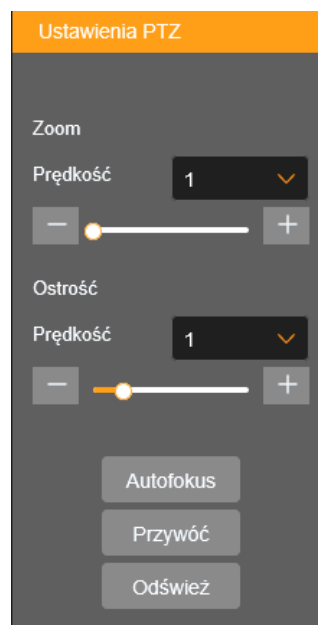 Ustawienia PTZ
Zoom
Prędkość 1
Ostrość
Prędkość 1
Autofokus
Przywóć
Odśwież